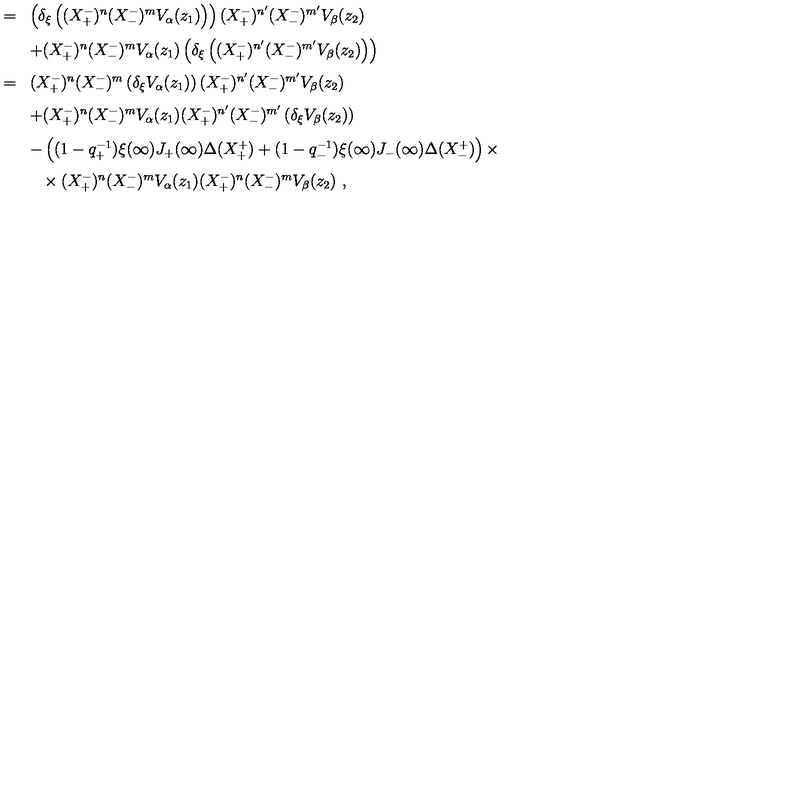 = \left( \delta_\xi \left( (X_+^-)^n (X_-^-)^m V_\alpha(z_1) \right) \right) (X_+^-)^{n'} (X_-^-)^{m'} V_\beta(z_2)
+ (X_+^-)^n (X_-^-)^m V_\alpha(z_1) \left( \delta_\xi \left( (X_+^-)^{n'} (X_-^-)^{m'} V_\beta(z_2) \right) \right)
= (X_+^-)^n (X_-^-)^m \left( \delta_\xi V_\alpha(z_1) \right) (X_+^-)^{n'} (X_-^-)^{m'} V_\beta(z_2)
+ (X_+^-)^n (X_-^-)^m V_\alpha(z_1) (X_+^-)^{n'} (X_-^-)^{m'} \left( \delta_\xi V_\beta(z_2) \right)
- \left( (1 - q_+^{-1}) \xi(\infty) J_+(\infty) \Delta(X_+^+) + (1 - q_-^{-1}) \xi(\infty) J_-(\infty) \Delta(X_-^+) \right) \times
\times (X_+^-)^n (X_-^-)^m V_\alpha(z_1) (X_+^-)^n (X_-^-)^m V_\beta(z_2) \ ,